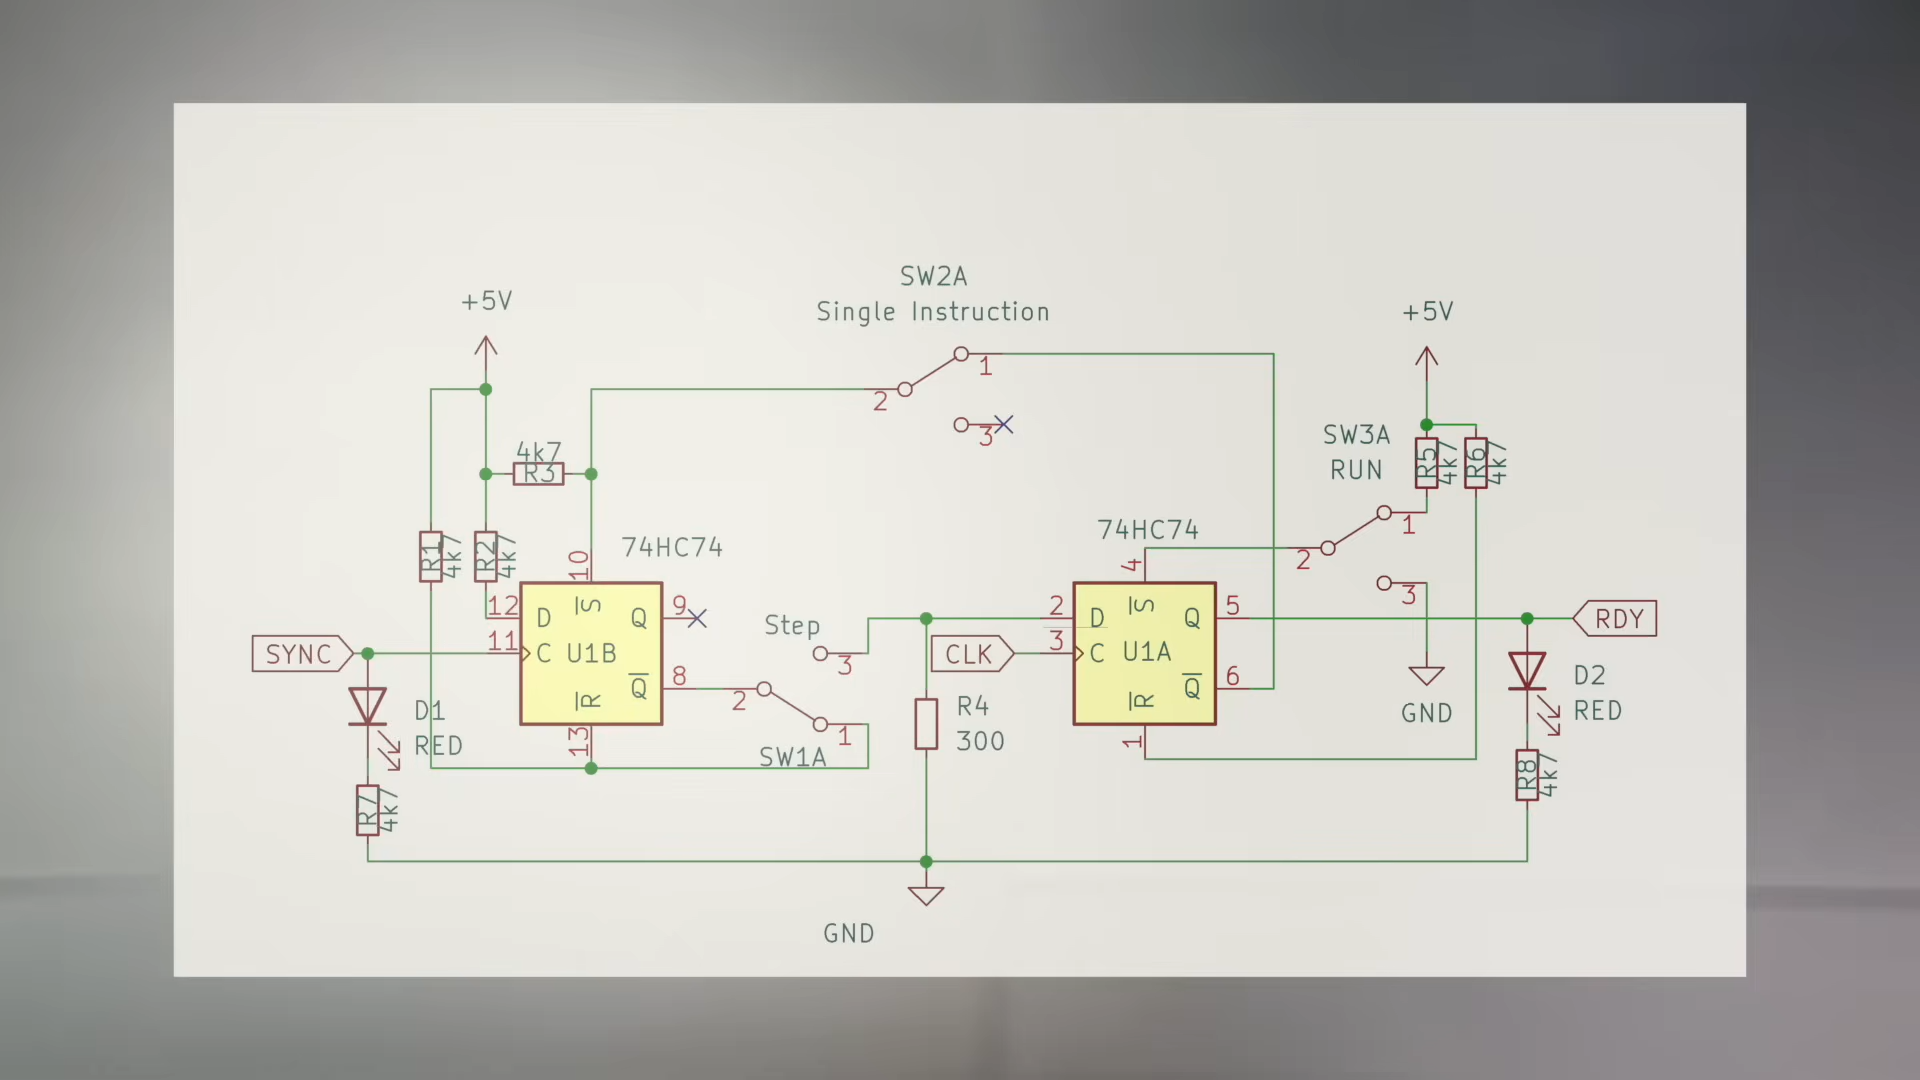 SW2A
Single Instruction
+5V
+5V
1
2
3
4k7
R3
SW3A
RUN
R5
4k7
R6
4k7
1
2
3
R1
4k7
R2
4k7
10
74HC74
74HC74
4
12
D
S
Q
9
11
C
U1B
8
Q
R
13
SYNC
Step
3
2
1
SW1A
2
D
S
Q
5
CLK
3
C
U1A
6
Q
R
1
RDY
D1
RED
R7
4k7
R4
300
GND
D2
RED
R8
4k7
GND